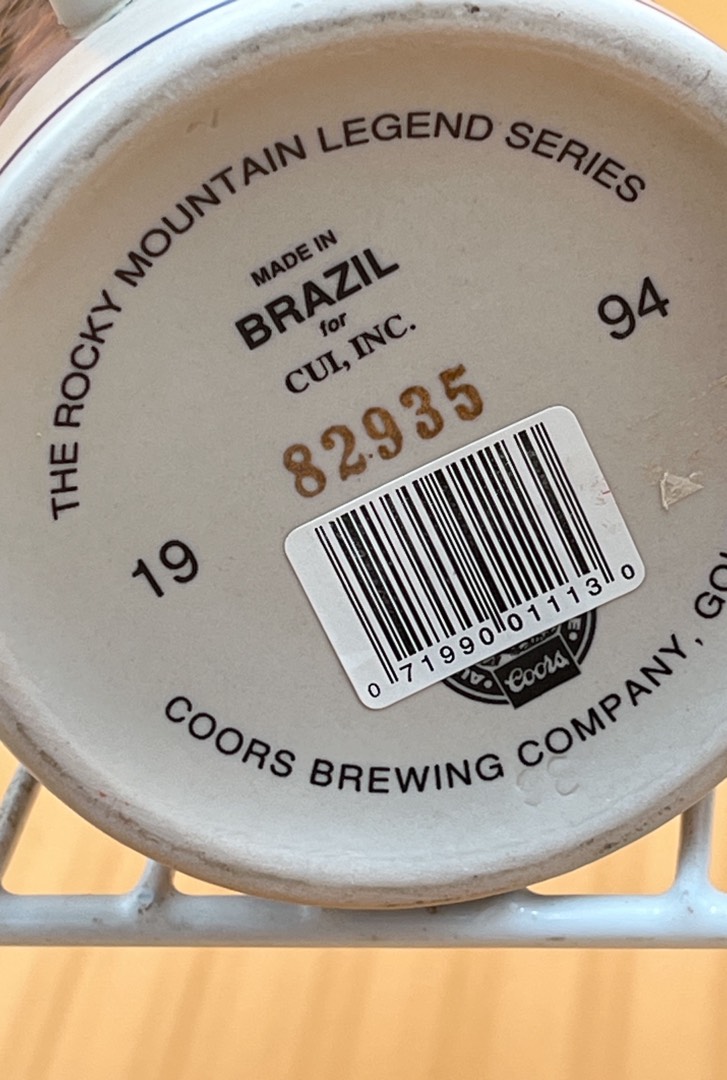 THE ROCKY MOUNTAIN LEGEND SERIES
MADE IN
BRAZIL
for
CUI, INC.
82935
19 94
0 71990 01113 0
Coors
COORS BREWING COMPANY,